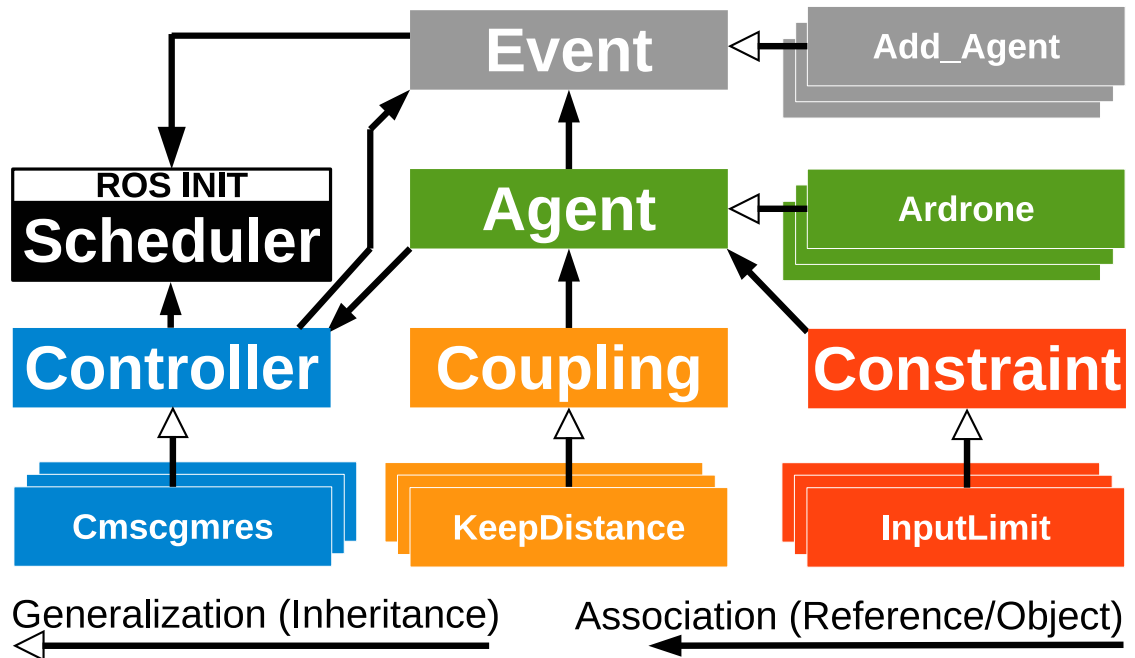 Event
Add_Agent
ROS INIT
Scheduler
Agent
Ardrone
Controller
Coupling
Constraint
Cmscgmres
KeepDistance
InputLimit
Generalization (Inheritance)
Association (Reference/Object)